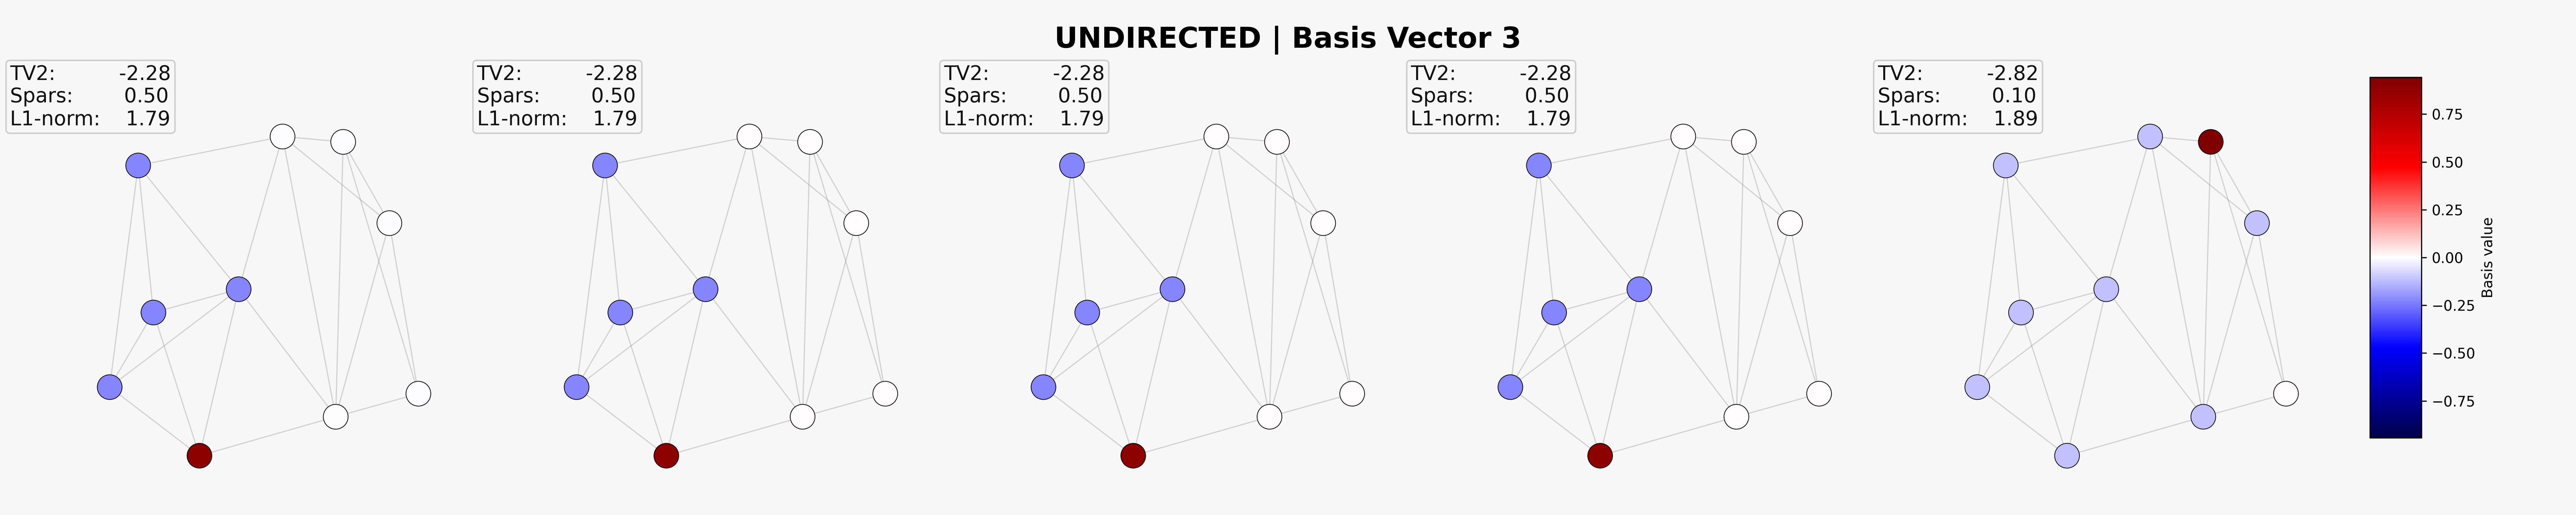 UNDIRECTED | Basis Vector 3
TV2: -2.28
Spars: 0.50
L1-norm: 1.79
TV2: -2.28
Spars: 0.50
L1-norm: 1.79
TV2: -2.28
Spars: 0.50
L1-norm: 1.79
TV2: -2.28
Spars: 0.50
L1-norm: 1.79
TV2: -2.82
Spars: 0.10
L1-norm: 1.89
0.75
0.50
0.25
0.00
−0.25
−0.50
−0.75
Basis value